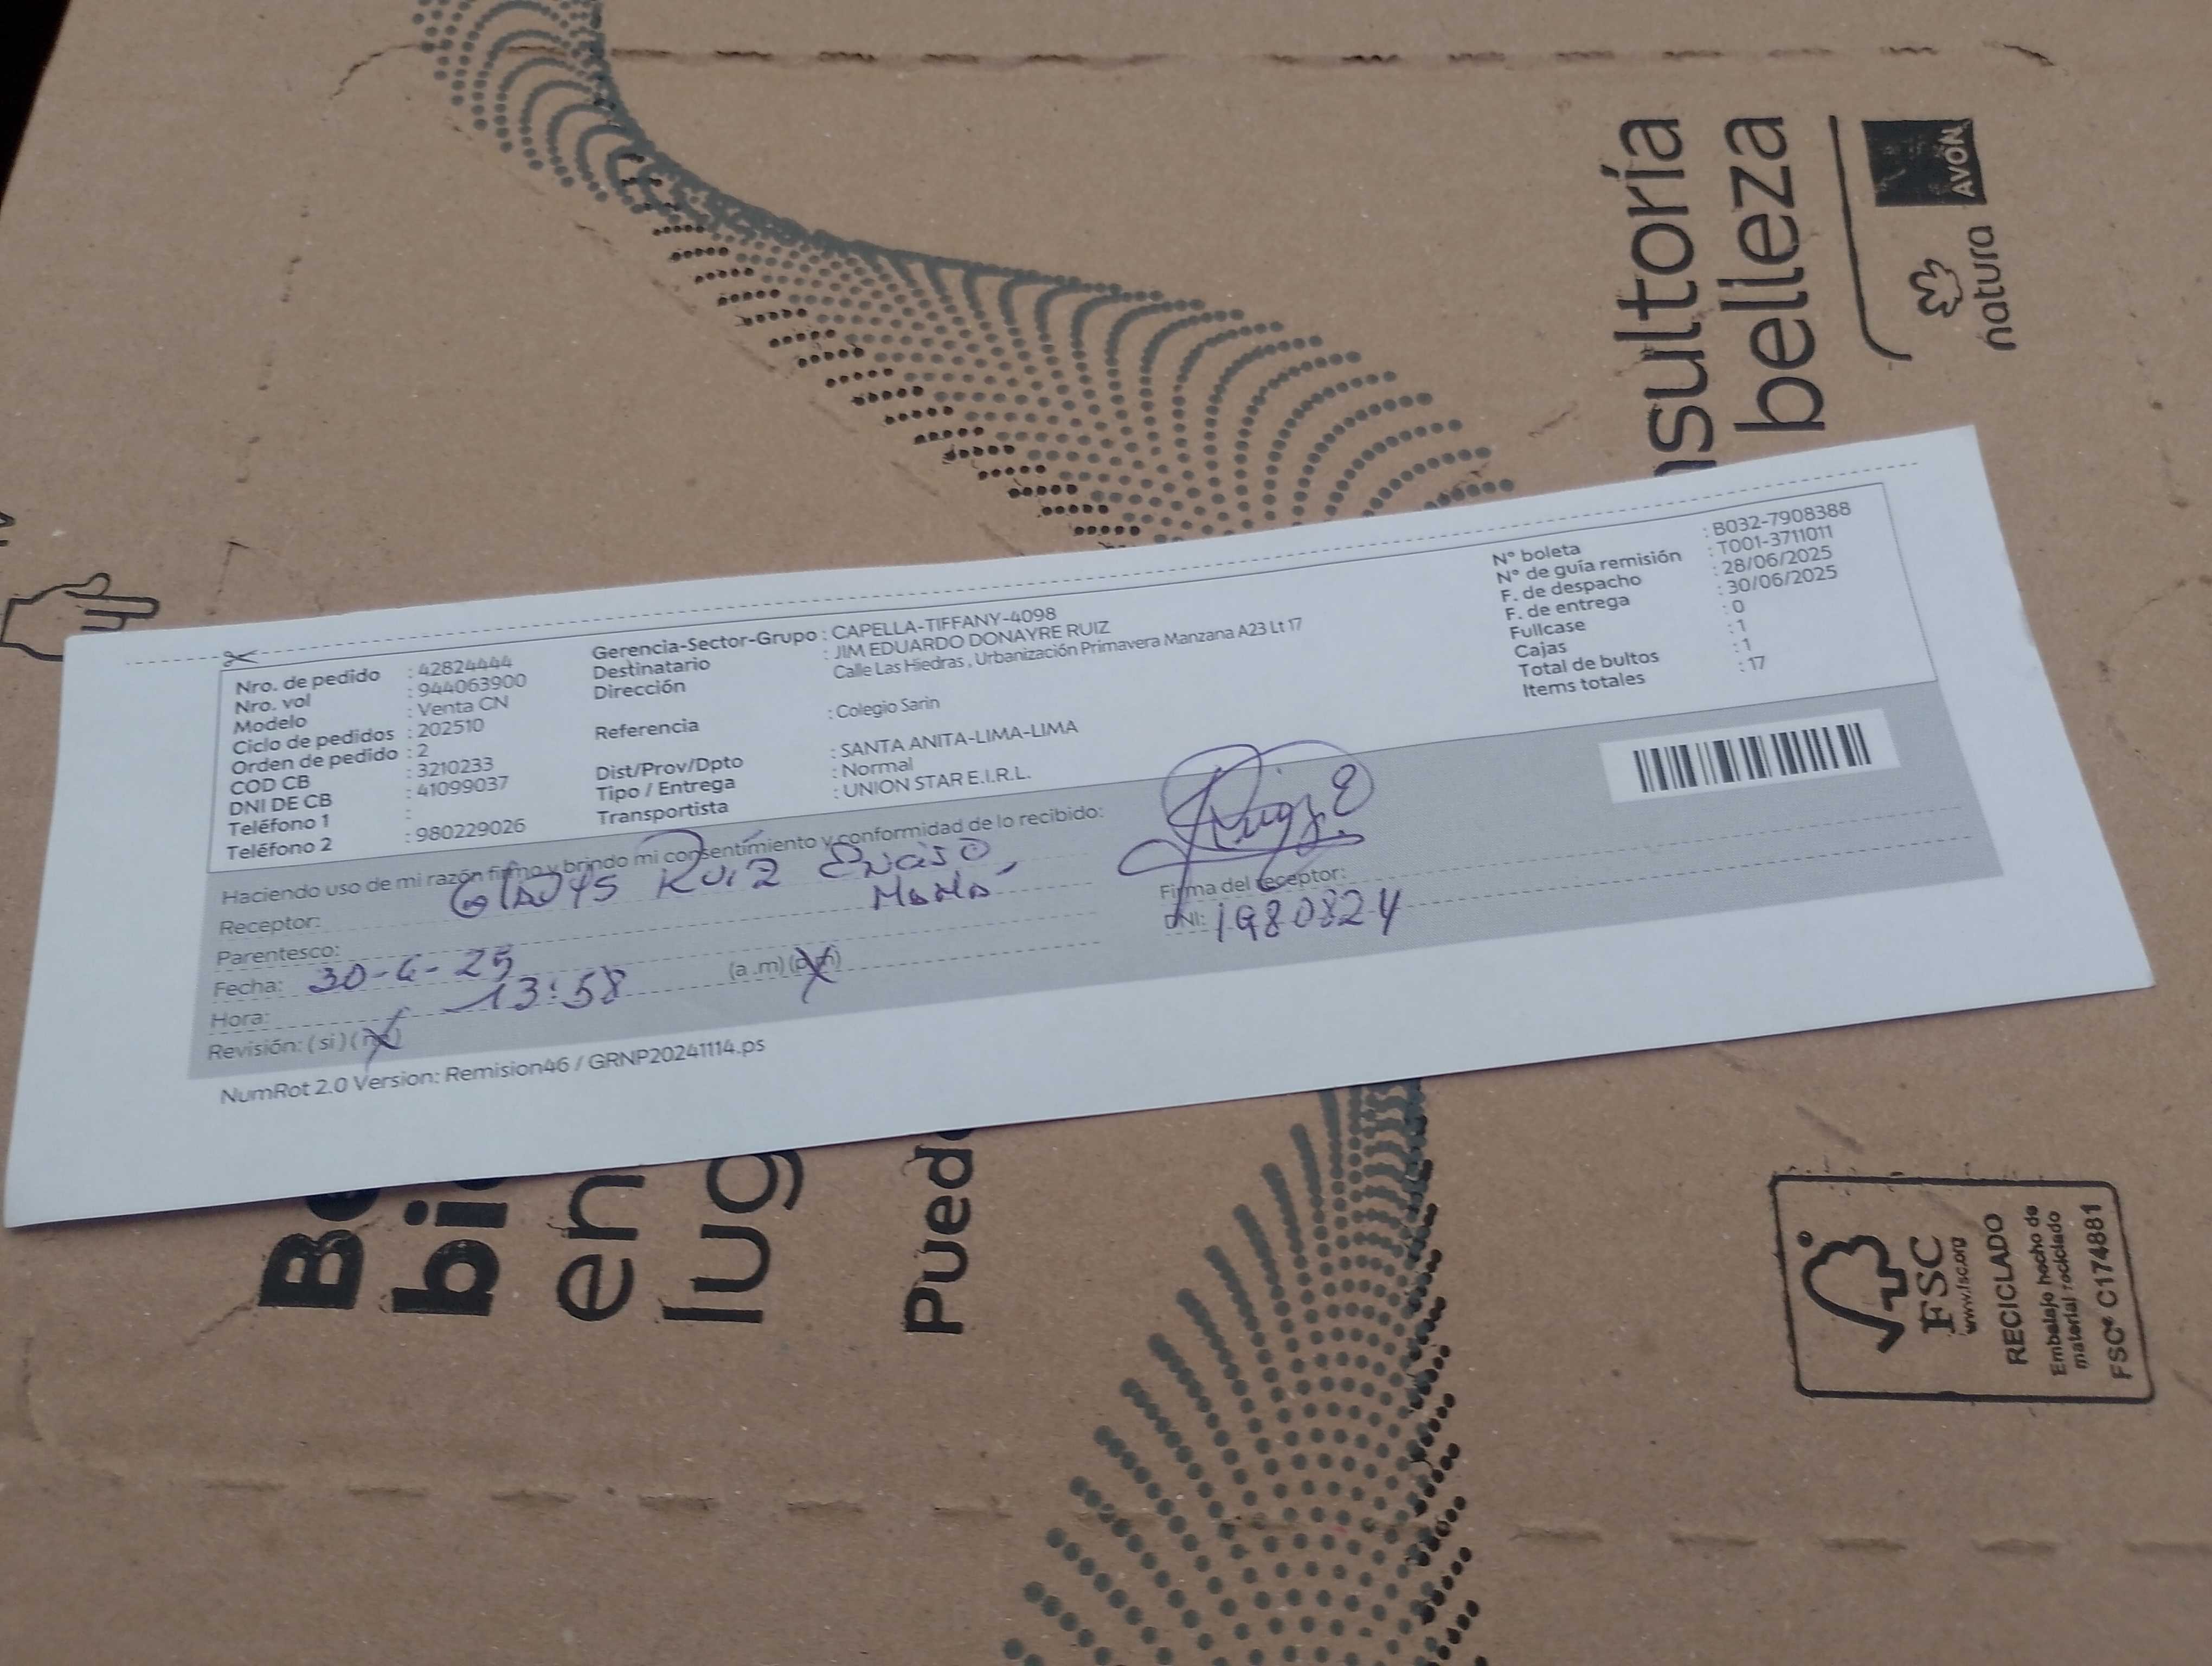 sultoría
belleza
AVON
natura
Nro. de pedido : 42824444
Nro. vol : 944063900
Modelo : Venta CN
Ciclo de pedidos : 202510
Orden de pedido : 2
COD CB : 3210233
DNI DE CB : 41099037
Teléfono 1 :
Teléfono 2 : 980229026
Gerencia-Sector-Grupo : CAPELLA-TIFFANY-4098
Destinatario : JIM EDUARDO DONAYRE RUIZ
Dirección Calle Las Hiedras , Urbanización Primavera Manzana A23 Lt 17
Referencia : Colegio Sarin
Dist/Prov/Dpto : SANTA ANITA-LIMA-LIMA
Tipo / Entrega : Normal
Transportista : UNION STAR E.I.R.L.
N° boleta : B032-7908388
N° de guía remisión : T001-3711011
F. de despacho : 28/06/2025
F. de entrega : 30/06/2025
Fullcase : 0
Cajas : 1
Total de bultos : 1
Items totales : 17
Haciendo uso de mi razón firmo y brindo mi consentimiento y conformidad de lo recibido:
Receptor: GLADYS RUIZ ENCISO
Parentesco: MAMA
Fecha: 30-6-25
Hora: 13:58 (a .m) (p.m)
Revisión: ( si ) ( no )
Firma del receptor:
DNI: 1980824
NumRot 2.0 Version: Remision46 / GRNP20241114.ps
en
lug
Pued
FSC
www.fsc.org
RECICLADO
Embalaje hecho de
material reciclado
FSC® C174881